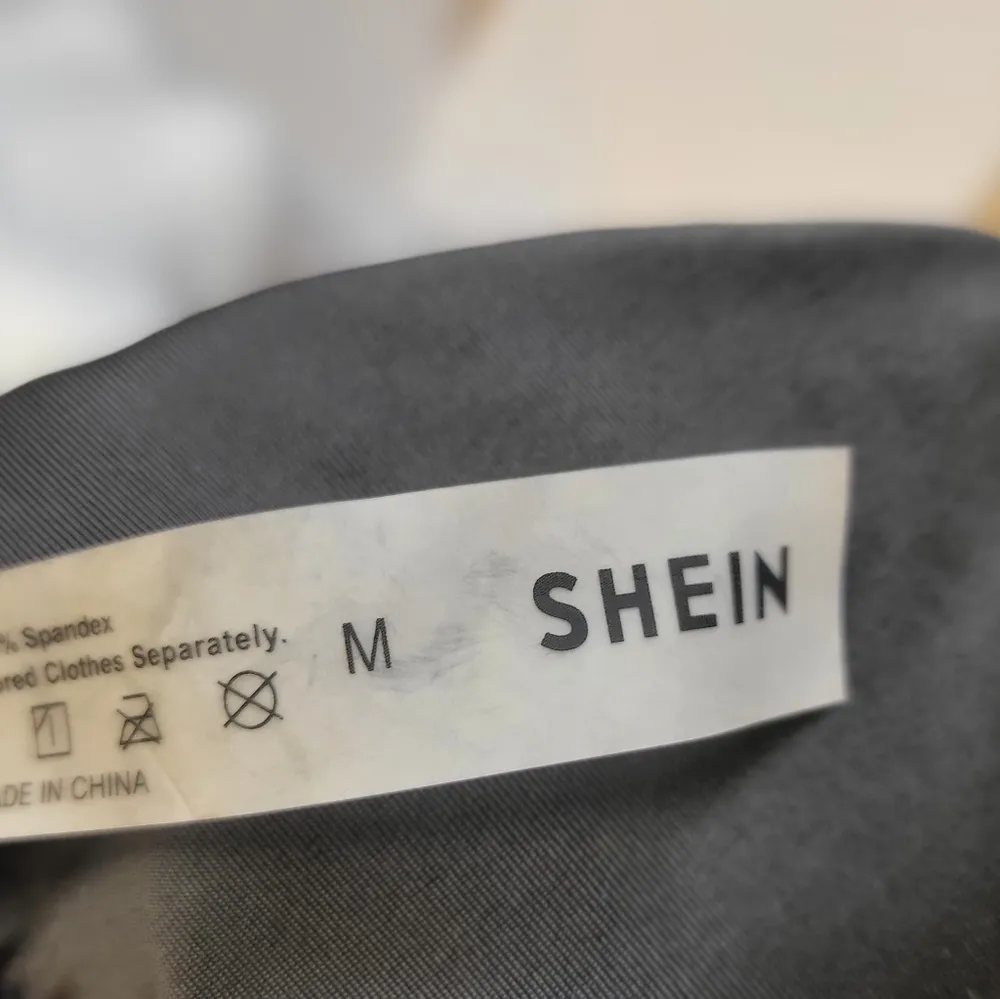 % Spandex
ored Clothes Separately.
M
SHEIN
ADE IN CHINA